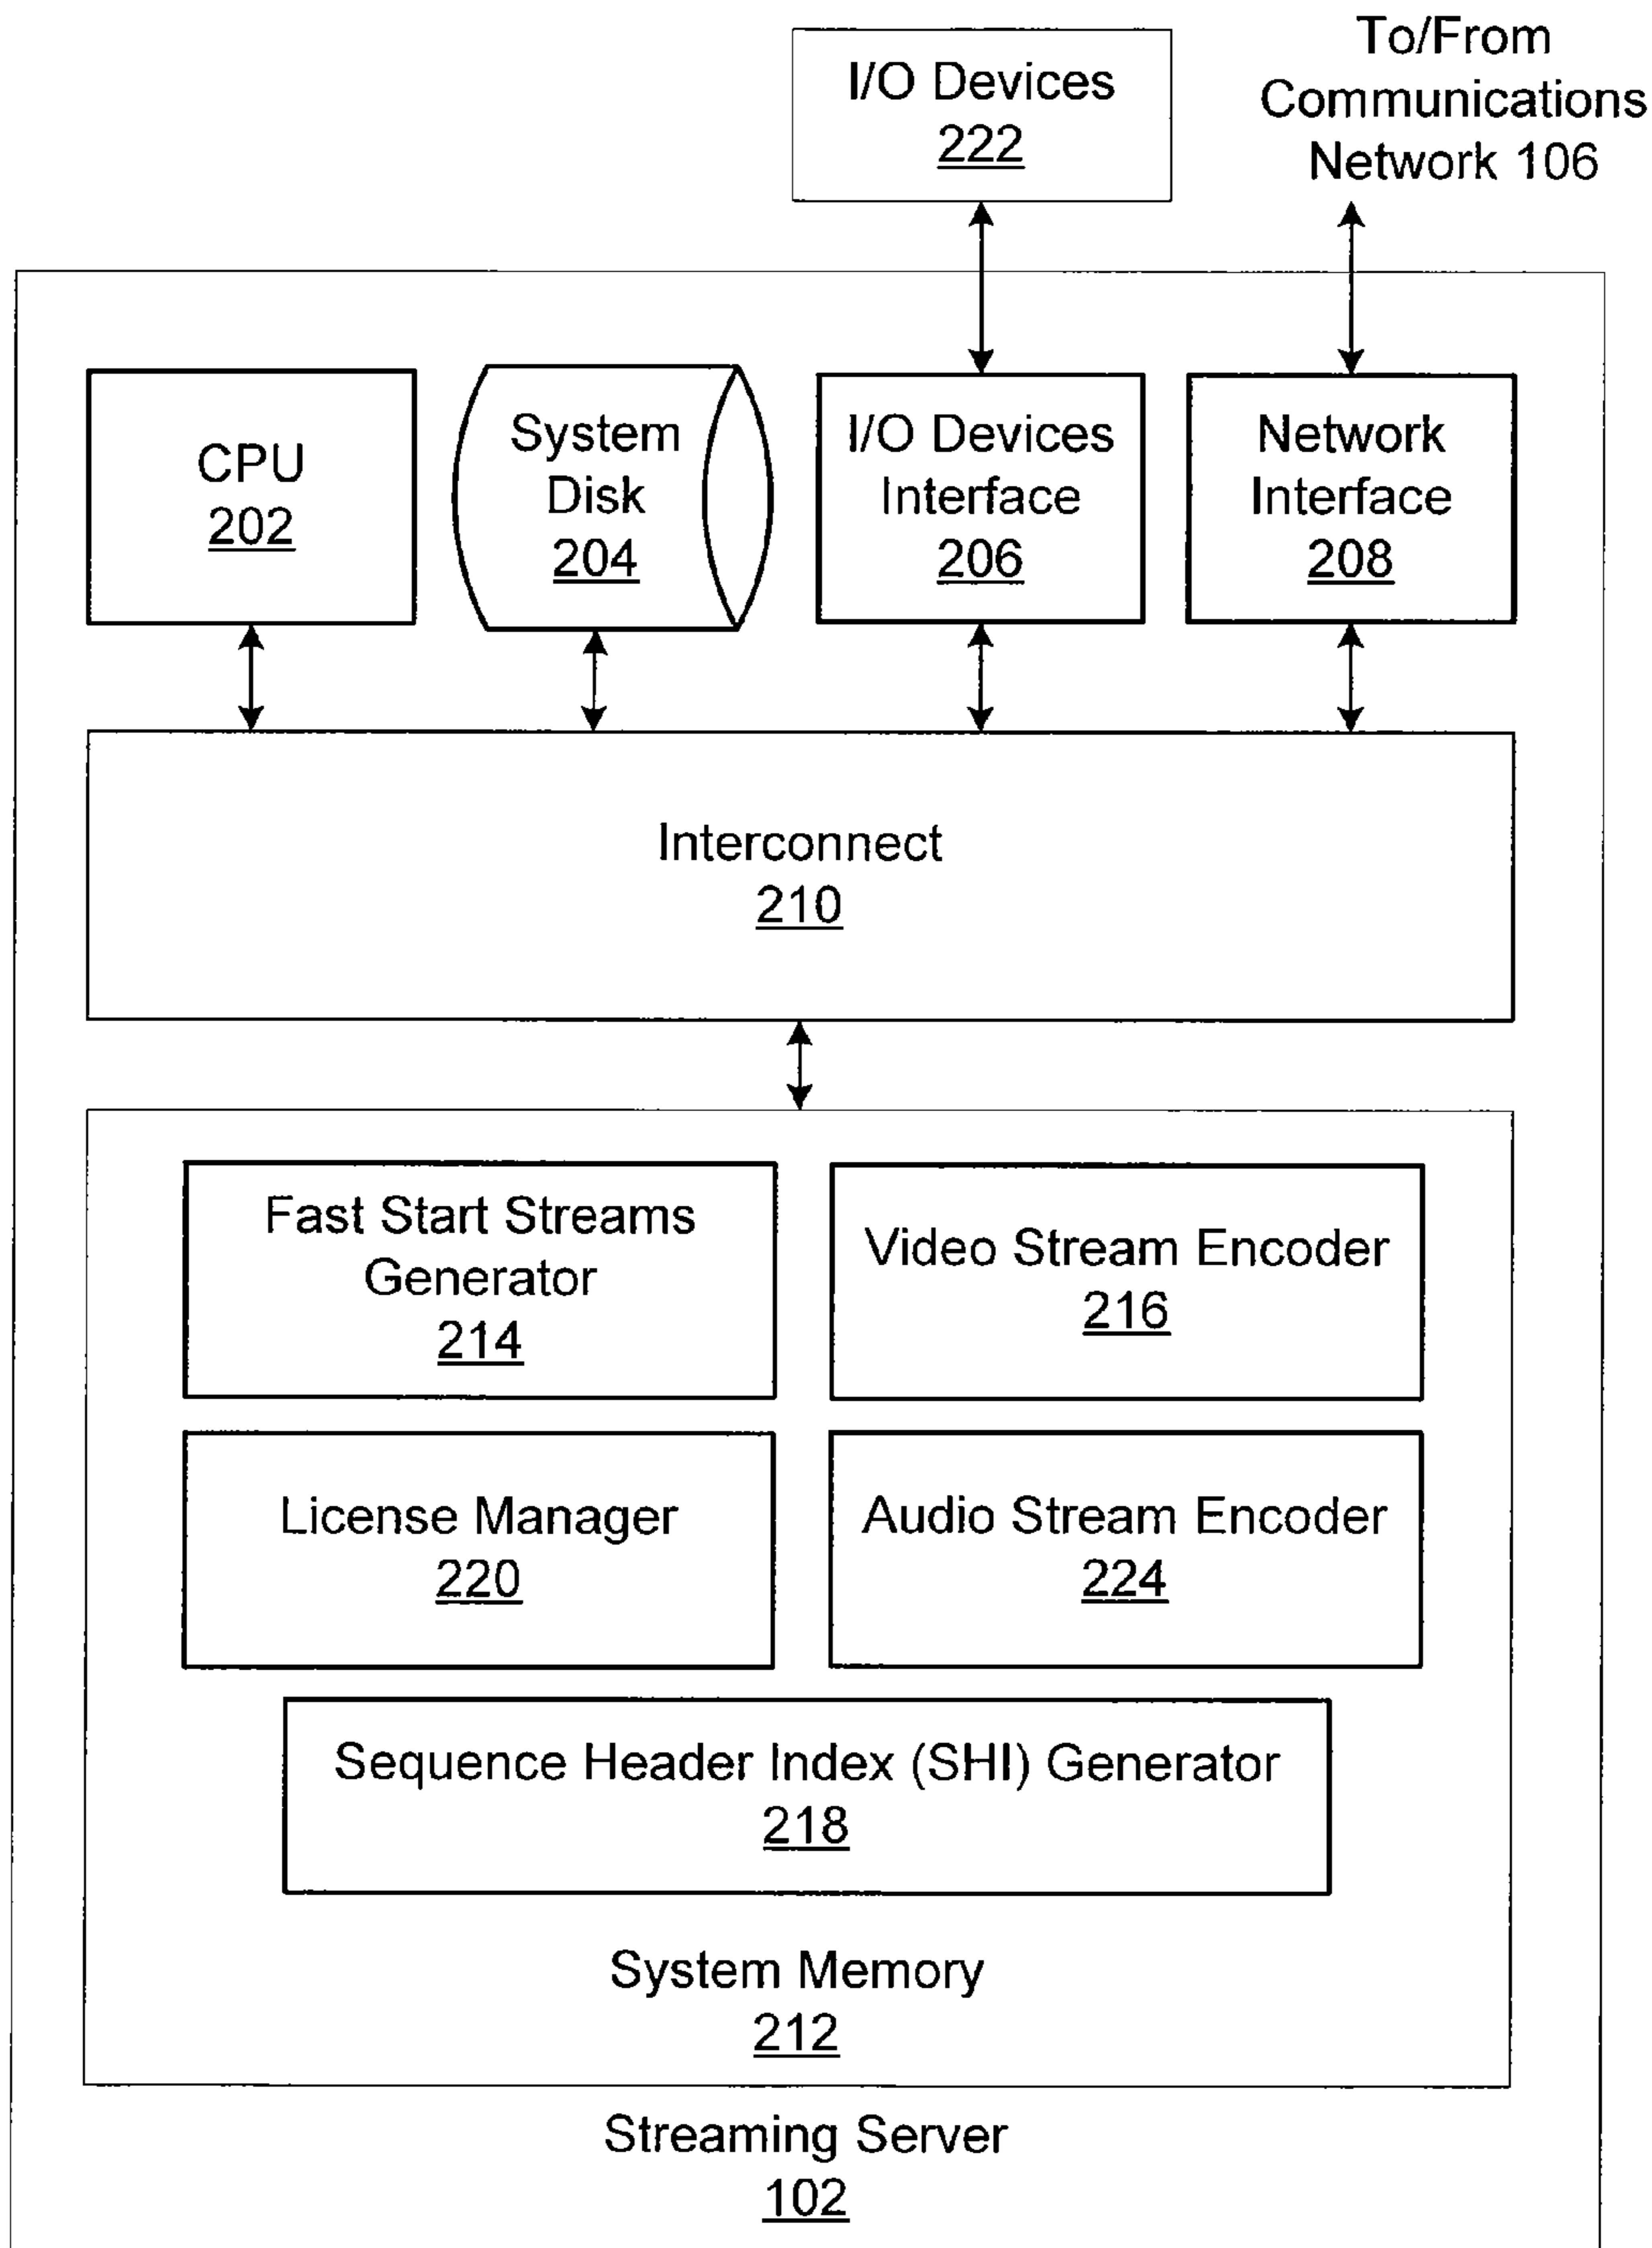 I/O Devices
222
To/From
Communications
Network 106
CPU
202
System
Disk
204
I/O Devices
Interface
206
Network
Interface
208
Interconnect
210
Fast Start Streams
Generator
214
Video Stream Encoder
216
License Manager
220
Audio Stream Encoder
224
Sequence Header Index (SHI) Generator
218
System Memory
212
Streaming Server
102